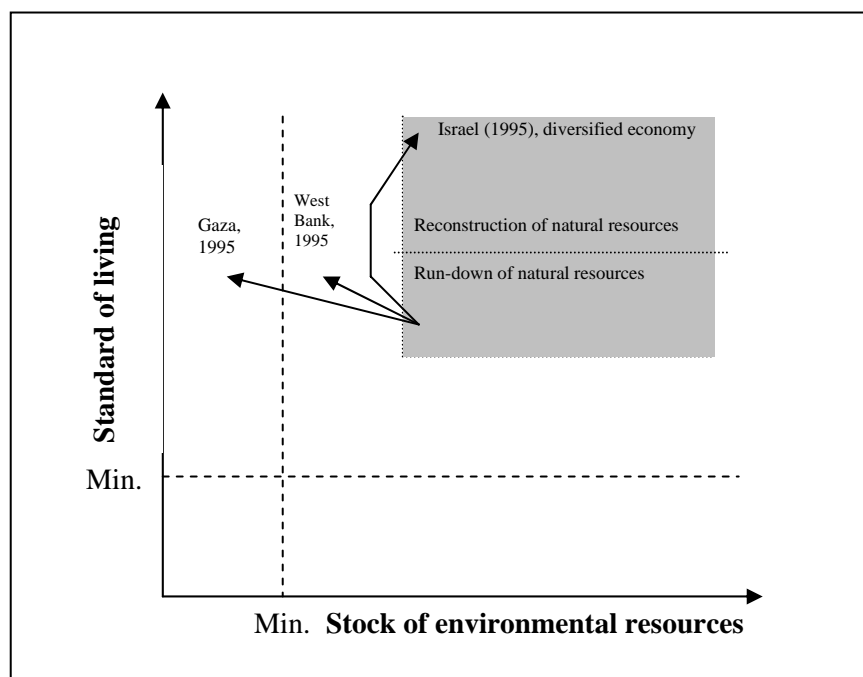 Israel (1995), diversified economy
West
Bank,
1995
Gaza,
1995
Reconstruction of natural resources
Run-down of natural resources
Standard of living
Min.
Min. Stock of environmental resources